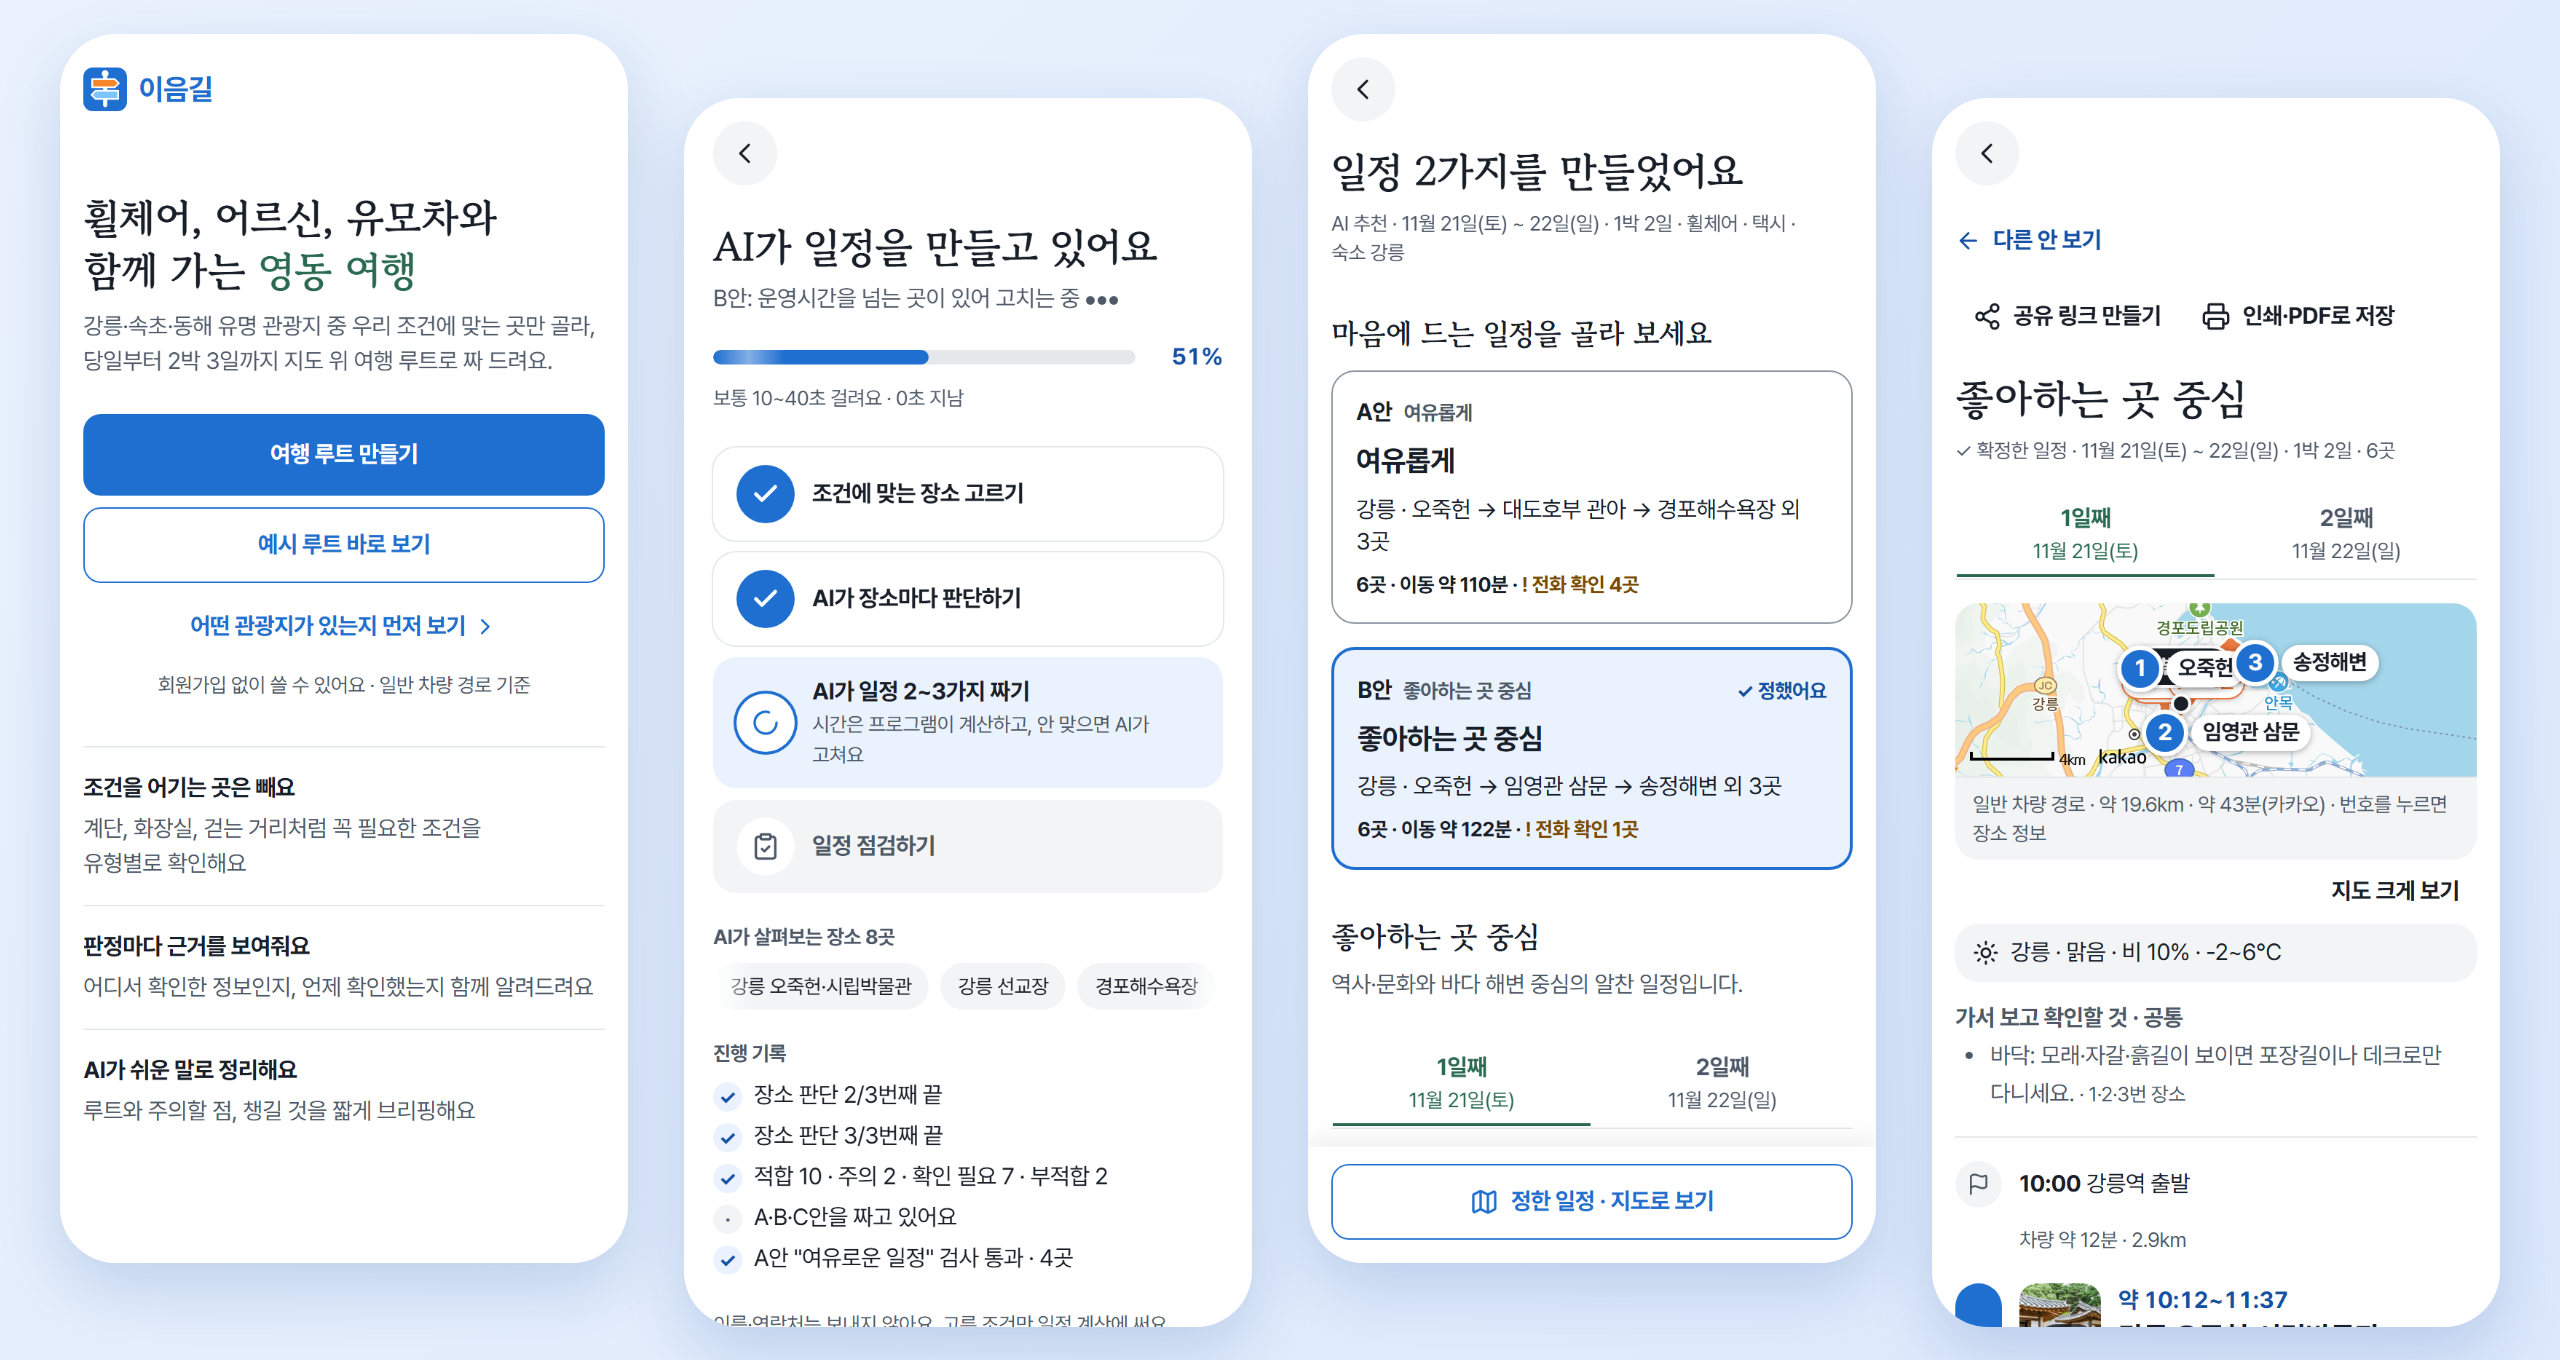 이음길
휠체어, 어르신, 유모차와
함께 가는 영동 여행
강릉·속초·동해 유명 관광지 중 우리 조건에 맞는 곳만 골라,
당일부터 2박 3일까지 지도 위 여행 루트로 짜 드려요.
여행 루트 만들기
예시 루트 바로 보기
어떤 관광지가 있는지 먼저 보기
회원가입 없이 쓸 수 있어요 · 일반 차량 경로 기준
조건을 어기는 곳은 빼요
계단, 화장실, 걷는 거리처럼 꼭 필요한 조건을
유형별로 확인해요
판정마다 근거를 보여줘요
어디서 확인한 정보인지, 언제 확인했는지 함께 알려드려요
AI가 쉬운 말로 정리해요
루트와 주의할 점, 챙길 것을 짧게 브리핑해요
AI가 일정을 만들고 있어요
B안: 운영시간을 넘는 곳이 있어 고치는 중
51%
보통 10~40초 걸려요 · 0초 지남
조건에 맞는 장소 고르기
AI가 장소마다 판단하기
AI가 일정 2~3가지 짜기
시간은 프로그램이 계산하고, 안 맞으면 AI가
고쳐요
일정 점검하기
AI가 살펴보는 장소 8곳
강릉 오죽헌·시립박물관 강릉 선교장 경포해수욕장
진행 기록
장소 판단 2/3번째 끝
장소 판단 3/3번째 끝
적합 10 · 주의 2 · 확인 필요 7 · 부적합 2
A·B·C안을 짜고 있어요
A안 "여유로운 일정" 검사 통과 · 4곳
이름·연락처는 보내지 않아요. 고른 조건만 일정 계산에 써요
일정 2가지를 만들었어요
AI 추천 · 11월 21일(토) ~ 22일(일) · 1박 2일 · 휠체어 · 택시 ·
숙소 강릉
마음에 드는 일정을 골라 보세요
A안 여유롭게
여유롭게
강릉 · 오죽헌 → 대도호부 관아 → 경포해수욕장 외
3곳
6곳 · 이동 약 110분 · ! 전화 확인 4곳
B안 좋아하는 곳 중심 ✓ 정했어요
좋아하는 곳 중심
강릉 · 오죽헌 → 임영관 삼문 → 송정해변 외 3곳
6곳 · 이동 약 122분 · ! 전화 확인 1곳
좋아하는 곳 중심
역사·문화와 바다 해변 중심의 알찬 일정입니다.
1일째 2일째
11월 21일(토) 11월 22일(일)
정한 일정 · 지도로 보기
← 다른 안 보기
공유 링크 만들기 인쇄·PDF로 저장
좋아하는 곳 중심
✓ 확정한 일정 · 11월 21일(토) ~ 22일(일) · 1박 2일 · 6곳
1일째 2일째
11월 21일(토) 11월 22일(일)
경포도립공원
1 오죽헌 3 송정해변
JC
강릉
안목
2 임영관 삼문
4km kakao
7
일반 차량 경로 · 약 19.6km · 약 43분(카카오) · 번호를 누르면
장소 정보
지도 크게 보기
강릉 · 맑음 · 비 10% · -2~6°C
가서 보고 확인할 것 · 공통
• 바닥: 모래·자갈·흙길이 보이면 포장길이나 데크로만
다니세요. · 1·2·3번 장소
10:00 강릉역 출발
차량 약 12분 · 2.9km
약 10:12~11:37